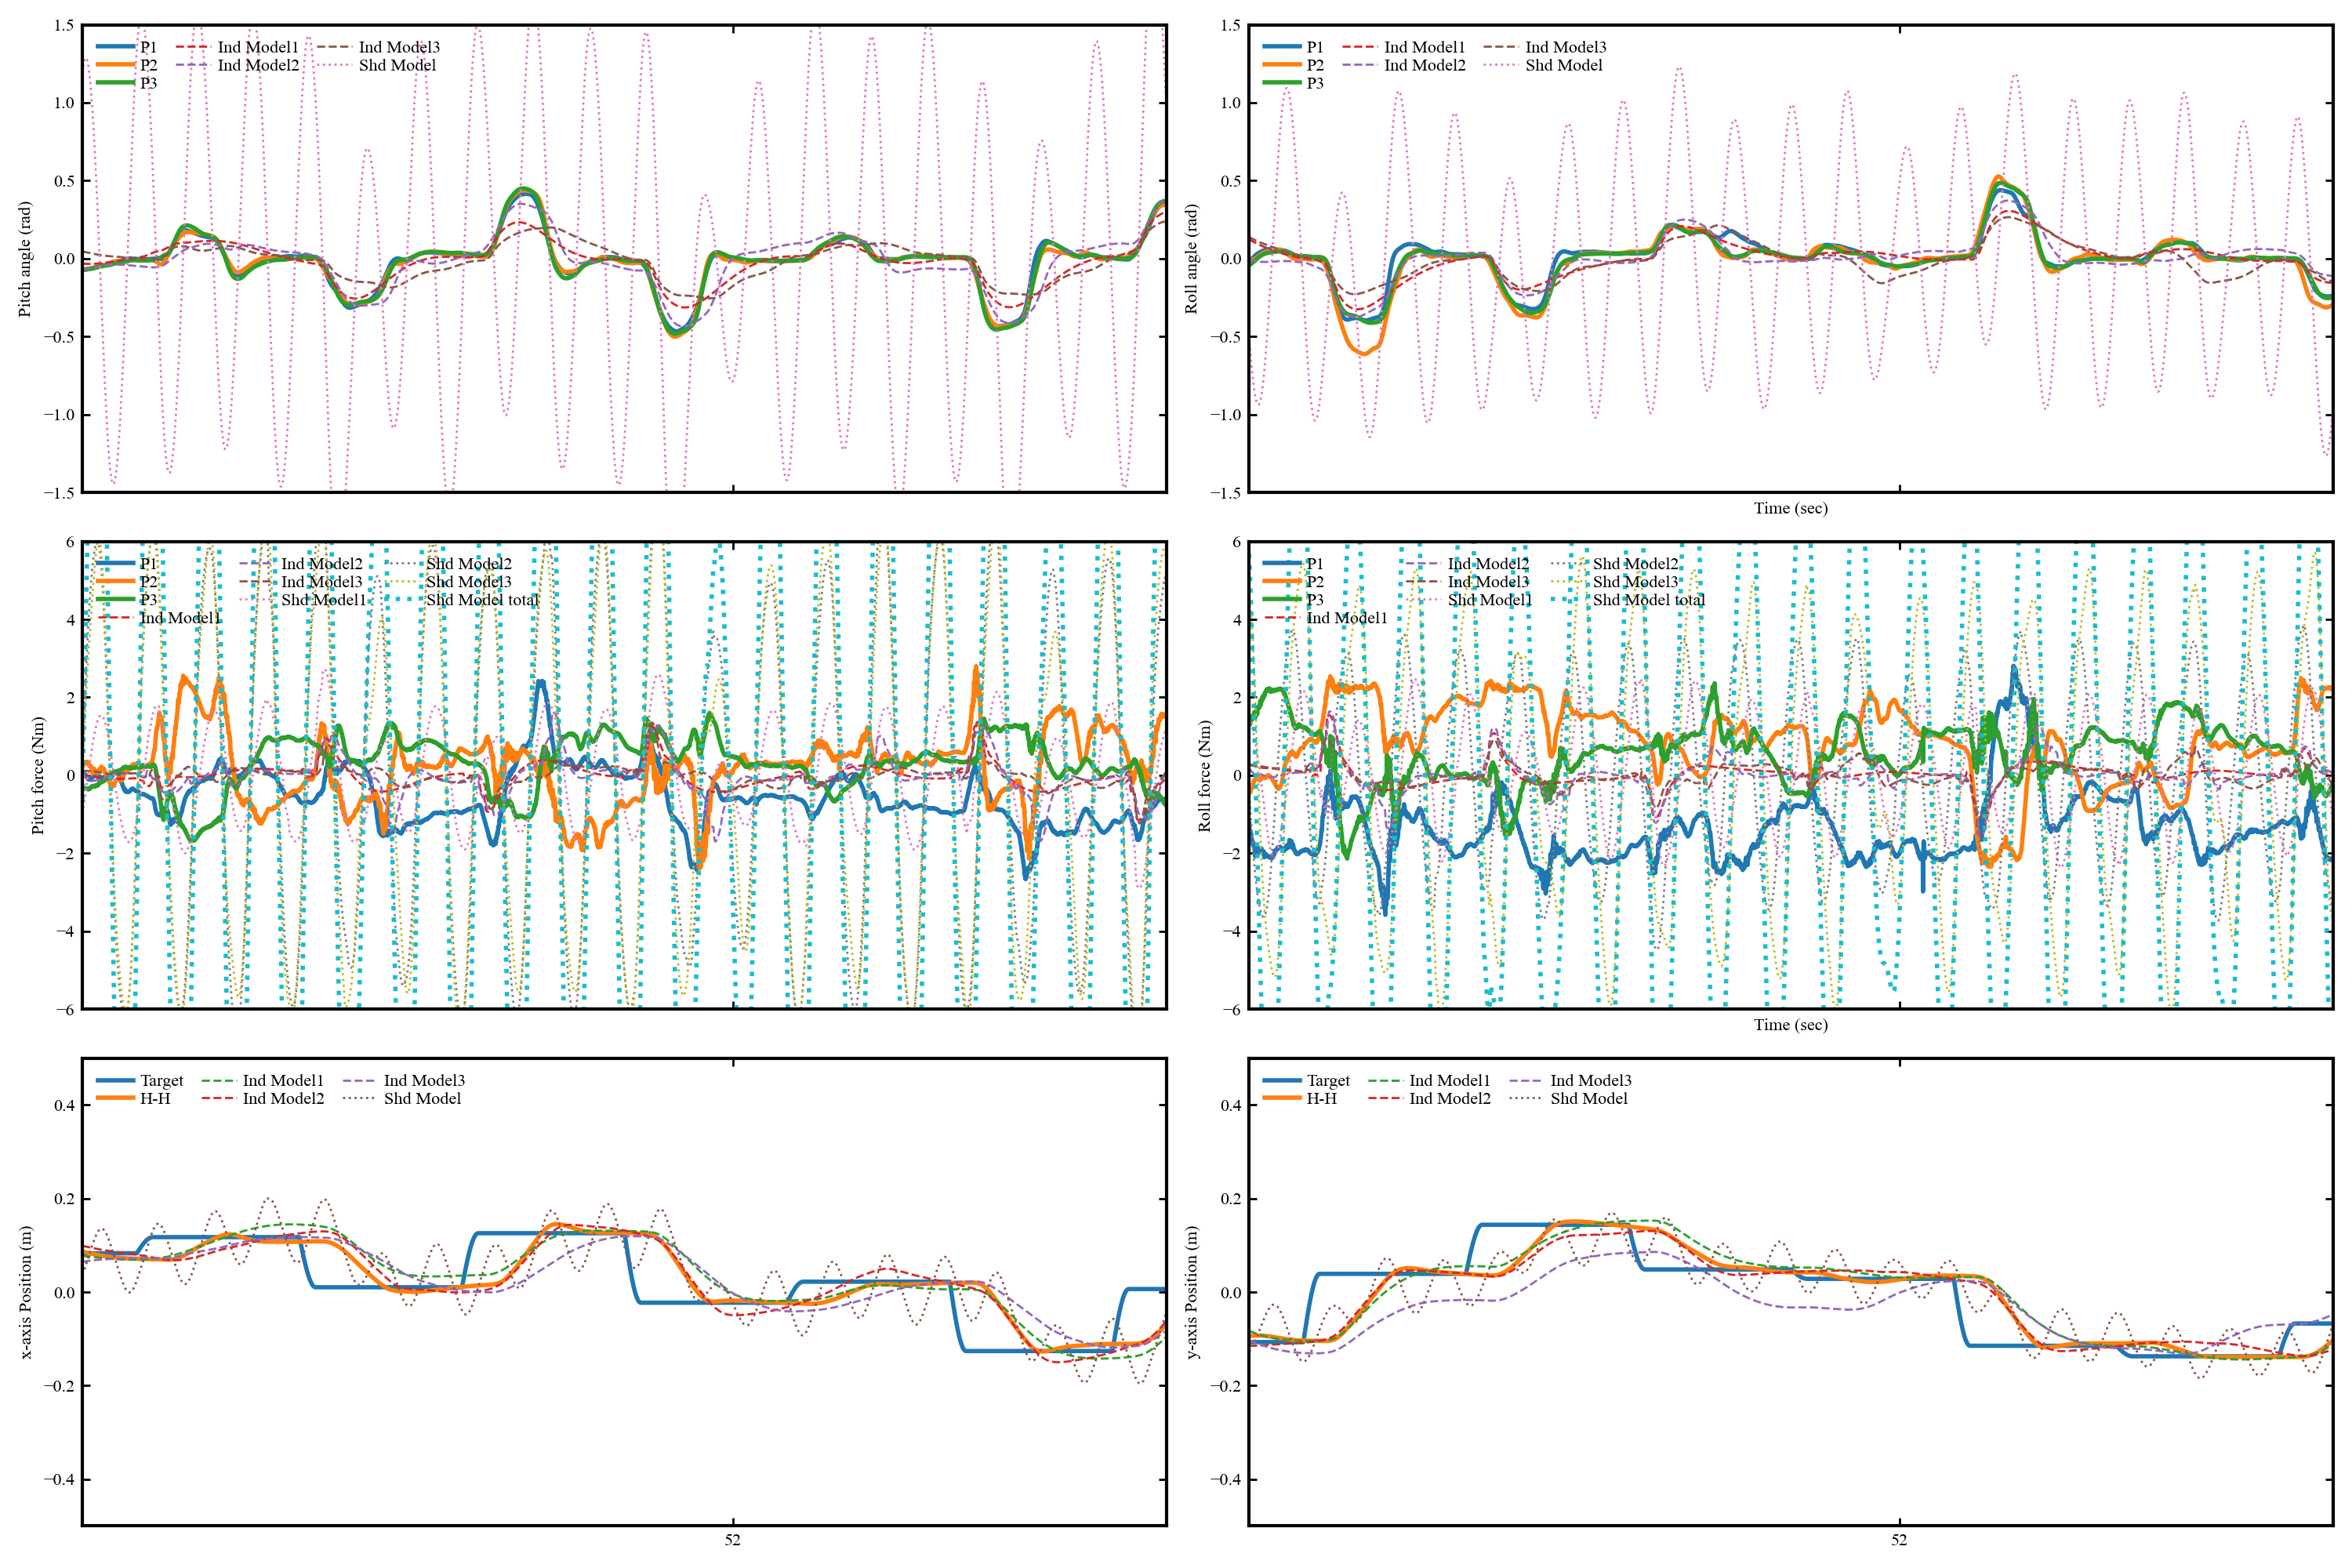 1.5
1.0
0.5
0.0
−0.5
−1.0
−1.5
Pitch angle (rad)
P1 Ind Model1 Ind Model3
P2 Ind Model2 Shd Model
P3
1.5
1.0
0.5
0.0
−0.5
−1.0
−1.5
Roll angle (rad)
P1 Ind Model1 Ind Model3
P2 Ind Model2 Shd Model
P3
Time (sec)
6
4
2
0
−2
−4
−6
Pitch force (Nm)
P1 Ind Model2 Shd Model2
P2 Ind Model3 Shd Model3
P3 Shd Model1 Shd Model total
Ind Model1
6
4
2
0
−2
−4
−6
Roll force (Nm)
P1 Ind Model2 Shd Model2
P2 Ind Model3 Shd Model3
P3 Shd Model1 Shd Model total
Ind Model1
Time (sec)
0.4
0.2
0.0
−0.2
−0.4
x-axis Position (m)
Target Ind Model1 Ind Model3
H-H Ind Model2 Shd Model
52
0.4
0.2
0.0
−0.2
−0.4
y-axis Position (m)
Target Ind Model1 Ind Model3
H-H Ind Model2 Shd Model
52